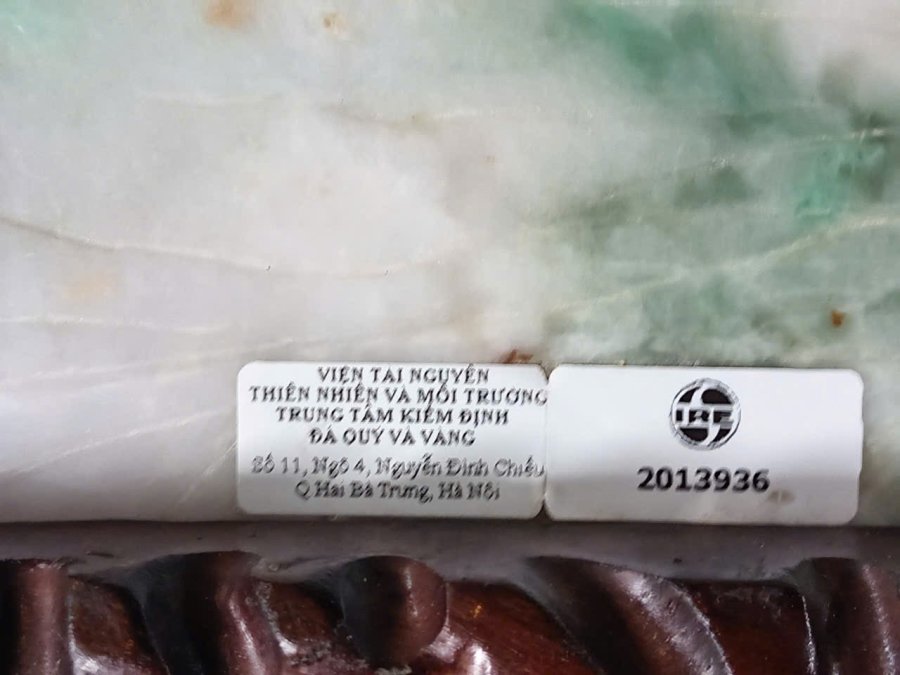 VIỆN TÀI NGUYÊN
THIÊN NHIÊN VÀ MÔI TRƯỜNG
TRUNG TÂM KIỂM ĐỊNH
ĐÁ QUÝ VÀ VÀNG
Số 11, Ngõ 4, Nguyễn Đình Chiểu
Q Hai Bà Trưng, Hà Nội
IRE
2013936